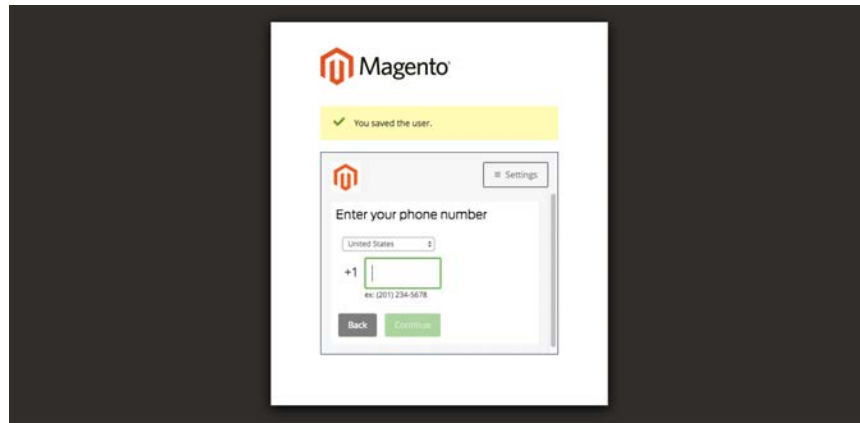 Magento
You saved the user.
Settings
Enter your phone number
United States
+1
ex: (201) 234-5678
Back
Continue